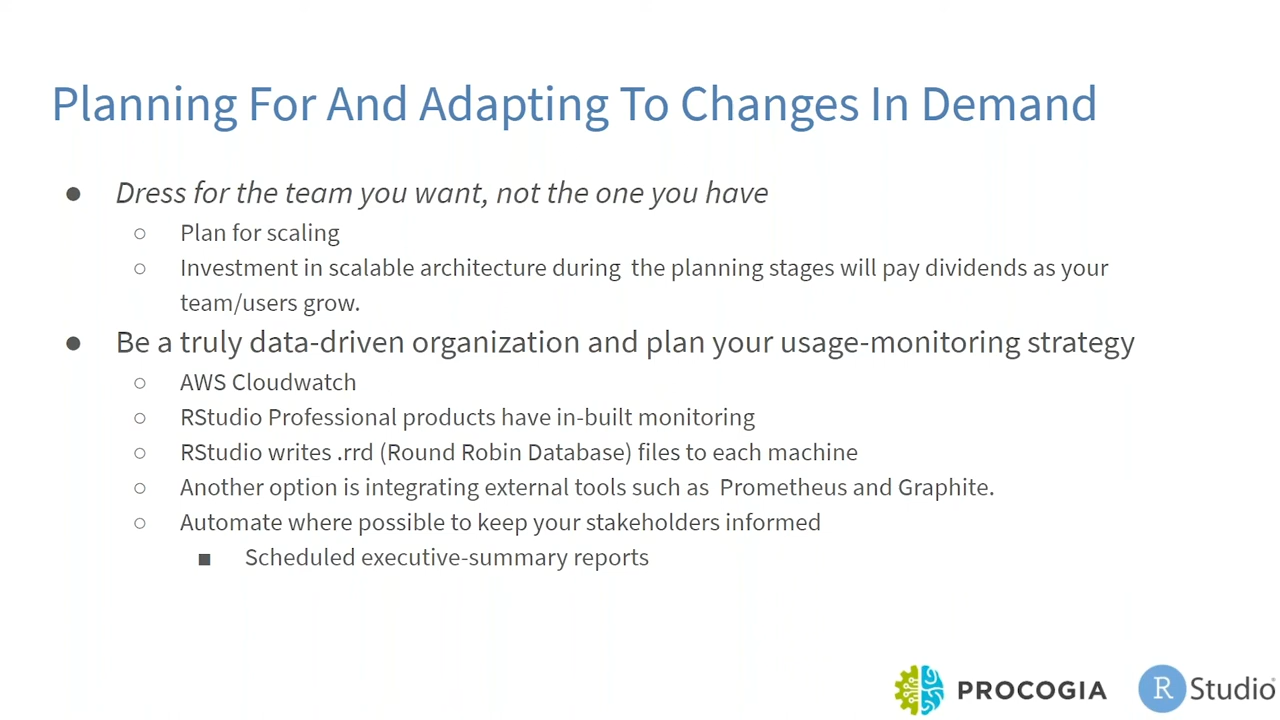 Planning For And Adapting To Changes In Demand
● Dress for the team you want, not the one you have
○ Plan for scaling
○ Investment in scalable architecture during  the planning stages will pay dividends as your
team/users grow.
● Be a truly data-driven organization and plan your usage-monitoring strategy
○ AWS Cloudwatch
○ RStudio Professional products have in-built monitoring
○ RStudio writes .rrd (Round Robin Database) files to each machine
○ Another option is integrating external tools such as  Prometheus and Graphite.
○ Automate where possible to keep your stakeholders informed
■ Scheduled executive-summary reports
PROCOGIA R Studio®